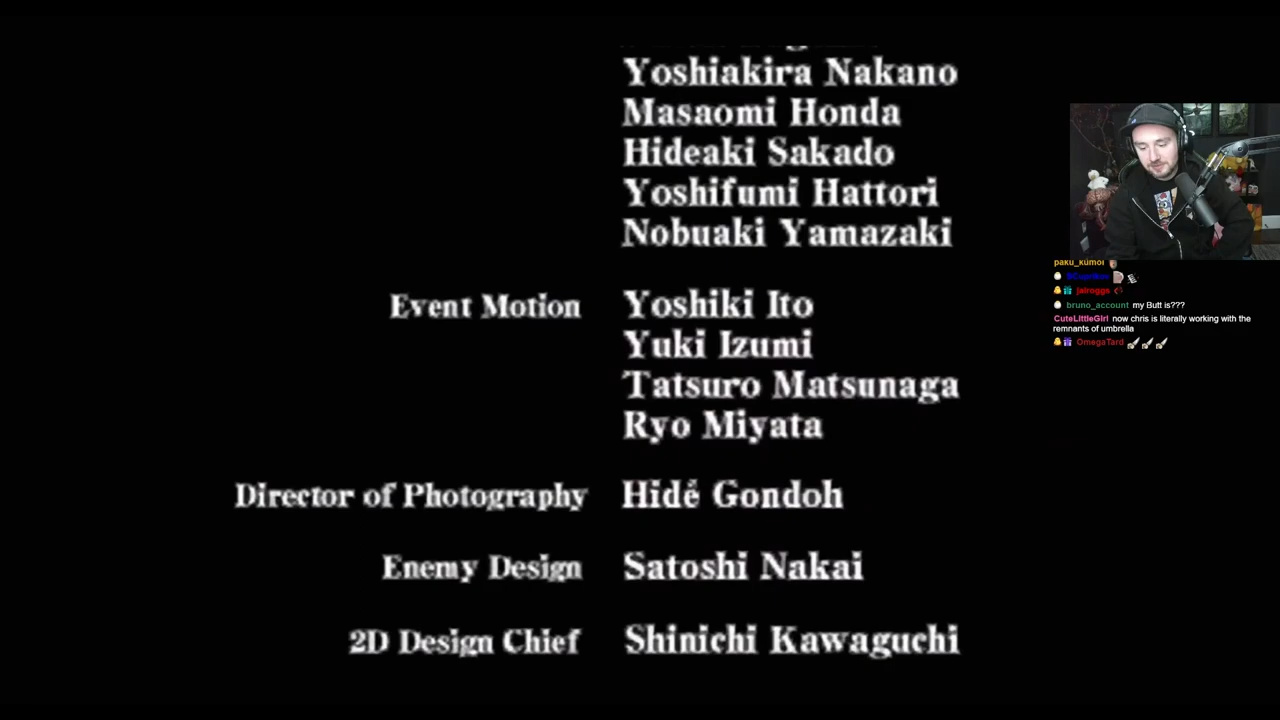 Yoshiakira Nakano
Masaomi Honda
Hideaki Sakado
Yoshifumi Hattori
Nobuaki Yamazaki
Event Motion Yoshiki Ito
Yuki Izumi
Tatsuro Matsunaga
Ryo Miyata
Director of Photography Hidé Gondoh
Enemy Design Satoshi Nakai
2D Design Chief Shinichi Kawaguchi
paku_kumoi
jalroggs
bruno_account my Butt is???
CuteLittleGirl now chris is literally working with the
remnants of umbrella
OmegaTard